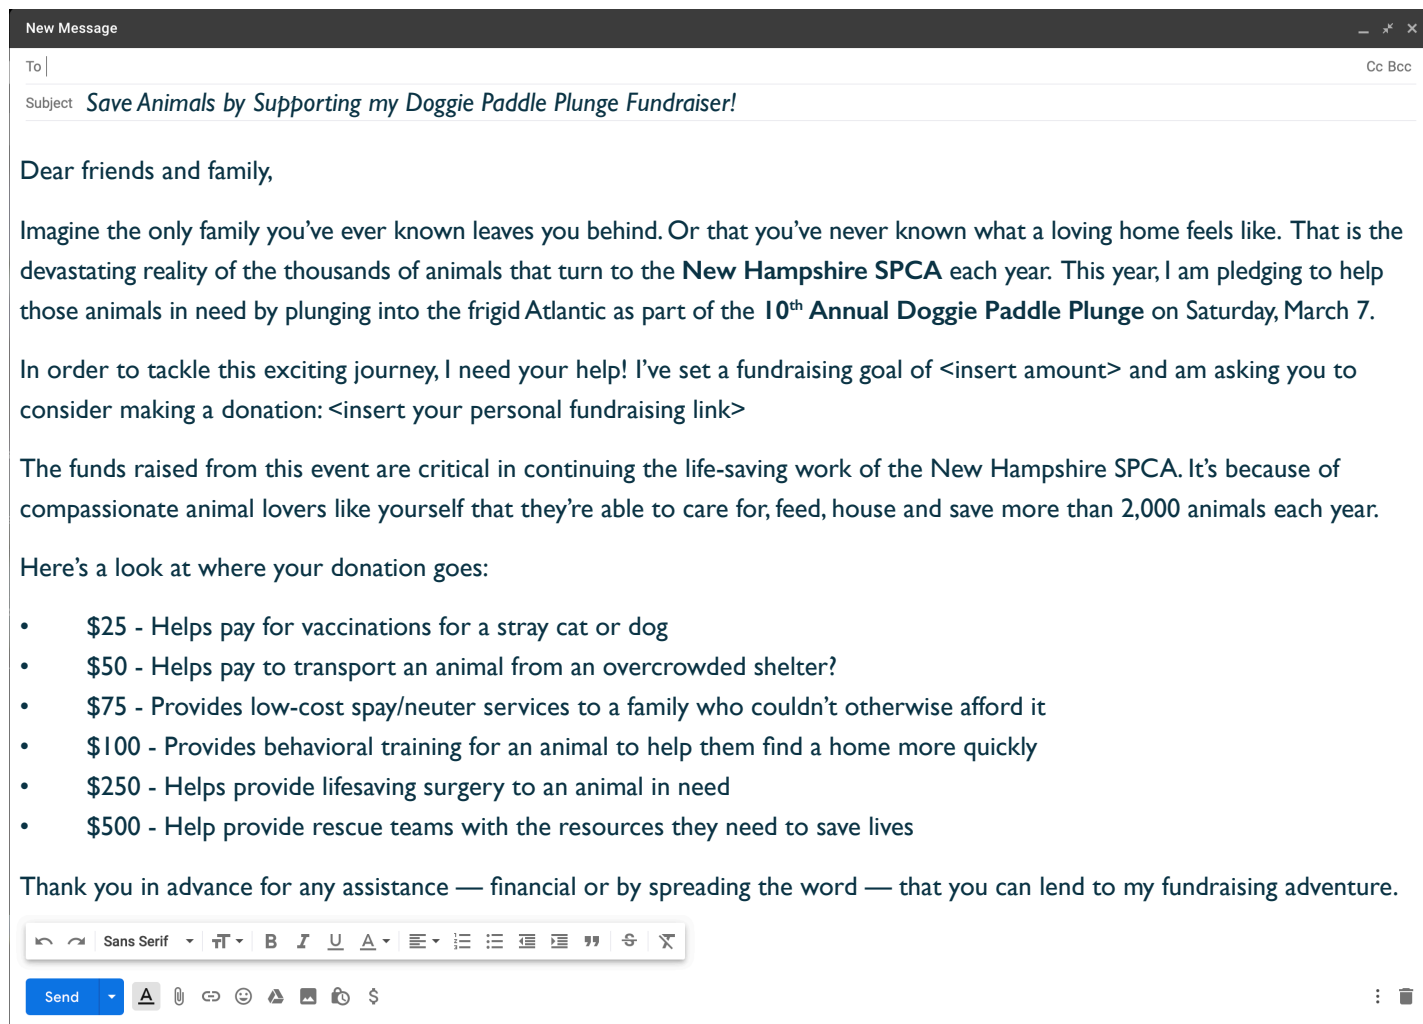 New Message
To
Cc Bcc
Subject Save Animals by Supporting my Doggie Paddle Plunge Fundraiser!
Dear friends and family,
Imagine the only family you’ve ever known leaves you behind. Or that you’ve never known what a loving home feels like. That is the
devastating reality of the thousands of animals that turn to the New Hampshire SPCA each year. This year, I am pledging to help
those animals in need by plunging into the frigid Atlantic as part of the 10th Annual Doggie Paddle Plunge on Saturday, March 7.
In order to tackle this exciting journey, I need your help! I’ve set a fundraising goal of <insert amount> and am asking you to
consider making a donation: <insert your personal fundraising link>
The funds raised from this event are critical in continuing the life-saving work of the New Hampshire SPCA. It’s because of
compassionate animal lovers like yourself that they’re able to care for, feed, house and save more than 2,000 animals each year.
Here’s a look at where your donation goes:
• $25 - Helps pay for vaccinations for a stray cat or dog
• $50 - Helps pay to transport an animal from an overcrowded shelter?
• $75 - Provides low-cost spay/neuter services to a family who couldn’t otherwise afford it
• $100 - Provides behavioral training for an animal to help them find a home more quickly
• $250 - Helps provide lifesaving surgery to an animal in need
• $500 - Help provide rescue teams with the resources they need to save lives
Thank you in advance for any assistance — financial or by spreading the word — that you can lend to my fundraising adventure.
Sans Serif
Send